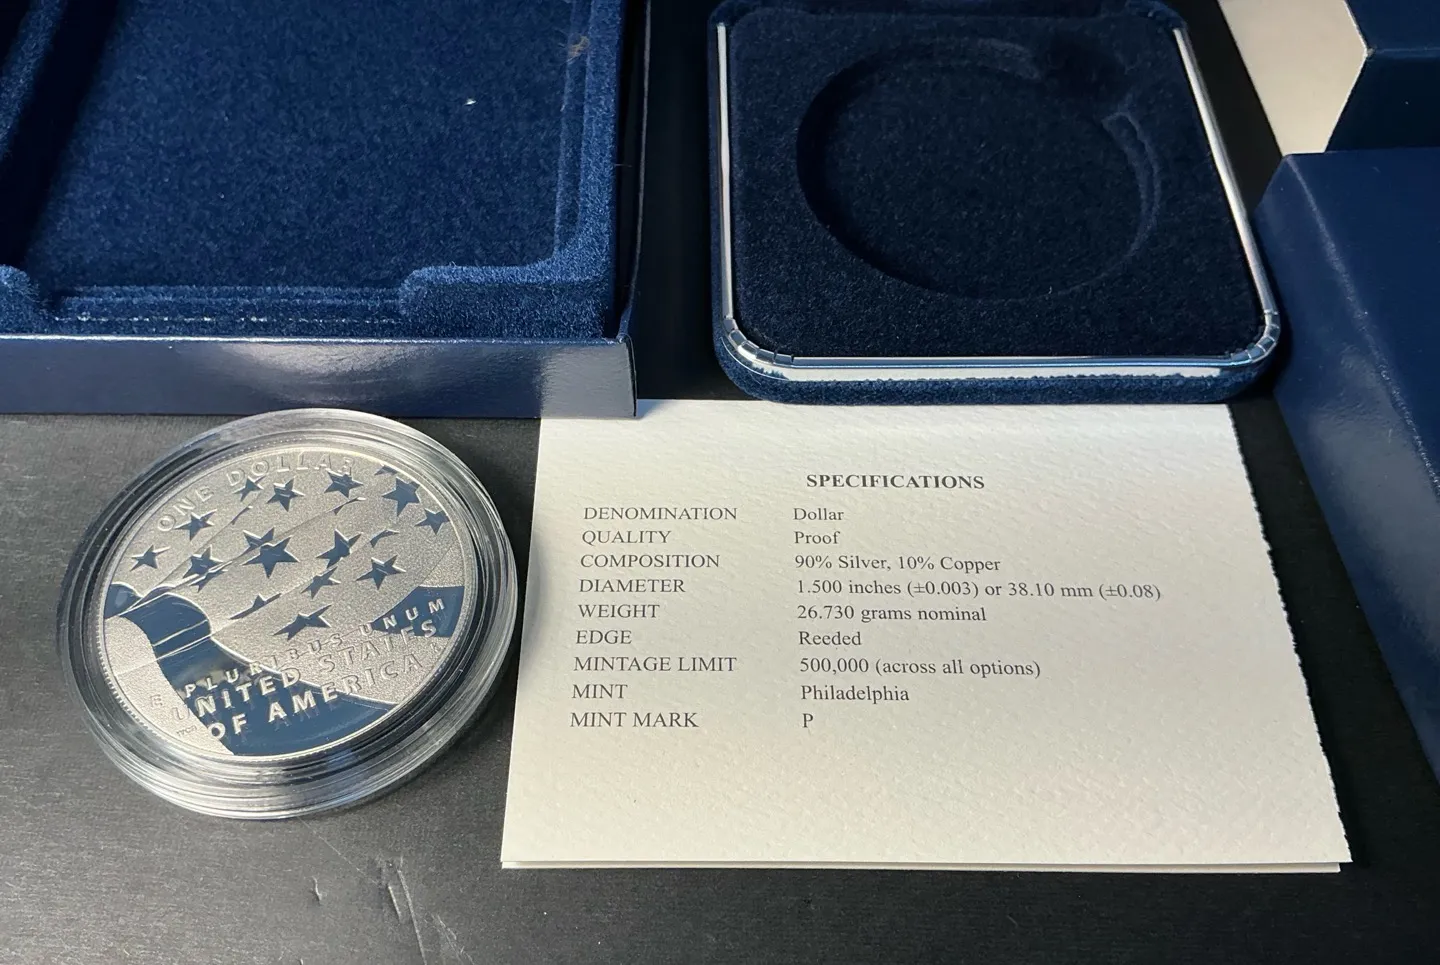 ONE DOLLAR
E PLURIBUS UNUM
UNITED STATES
OF AMERICA
SPECIFICATIONS
DENOMINATION Dollar
QUALITY Proof
COMPOSITION 90% Silver, 10% Copper
DIAMETER 1.500 inches (±0.003) or 38.10 mm (±0.08)
WEIGHT 26.730 grams nominal
EDGE Reeded
MINTAGE LIMIT 500,000 (across all options)
MINT Philadelphia
MINT MARK P